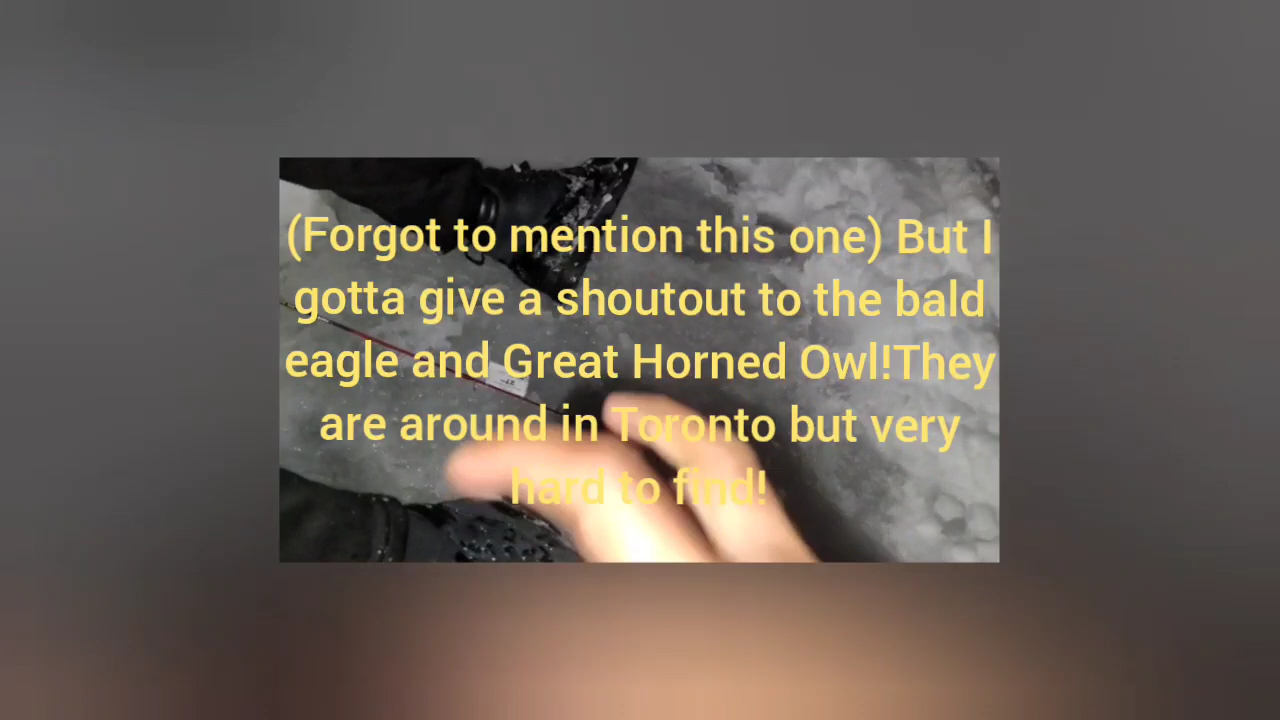 (Forgot to mention this one) But I
gotta give a shoutout to the bald
eagle and Great Horned Owl!They
are around in Toronto but very
hard to find!